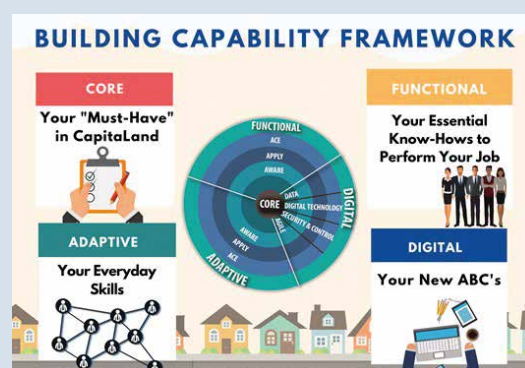 BUILDING CAPABILITY FRAMEWORK
CORE
Your "Must-Have"
in CapitaLand
FUNCTIONAL
Your Essential
Know-Hows to
Perform Your Job
FUNCTIONAL
ACE
APPLY
AWARE
CORE
DATA
DIGITAL TECHNOLOGY
SECURITY & CONTROL
AGILE
DIGITAL
AWARE
APPLY
ACE
ADAPTIVE
ADAPTIVE
Your Everyday
Skills
DIGITAL
Your New ABC's